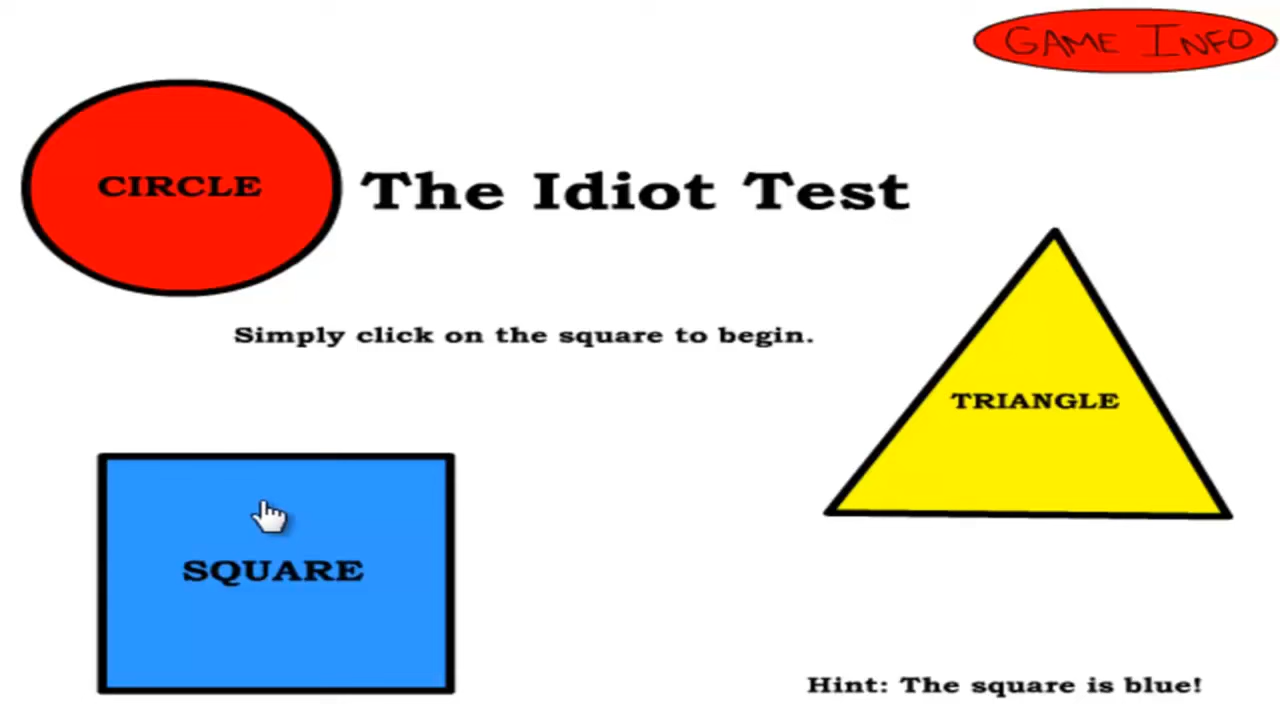 GAME INFO
CIRCLE
The Idiot Test
Simply click on the square to begin.
TRIANGLE
SQUARE
Hint: The square is blue!